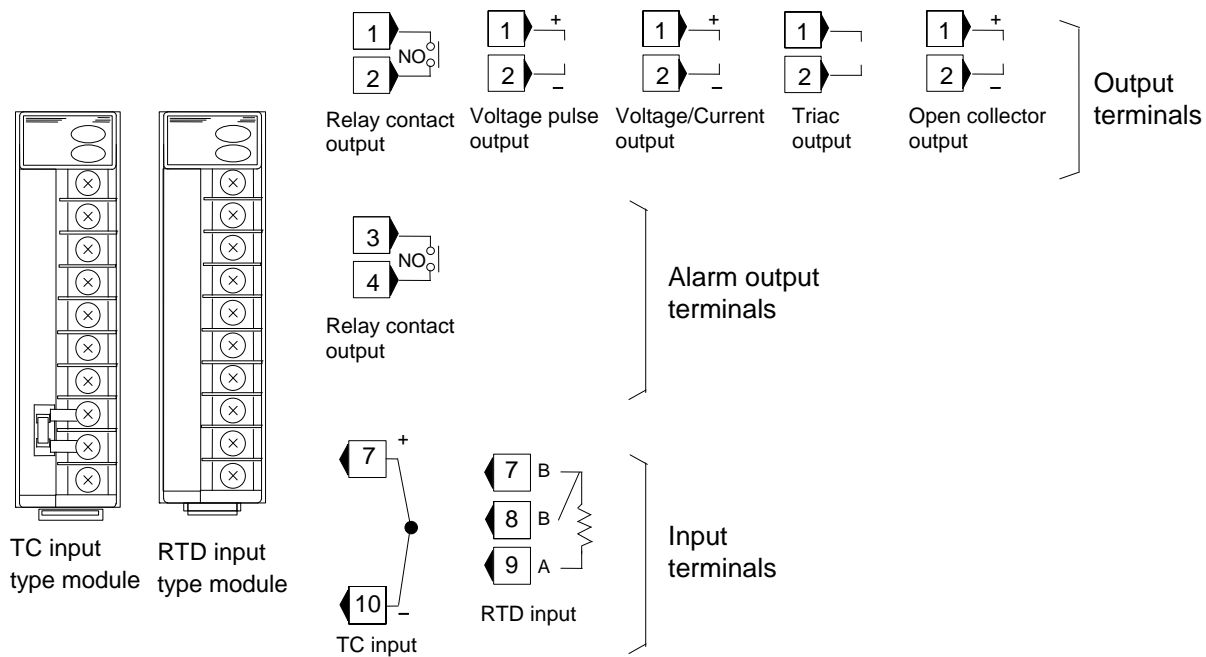 1
NO
2
Relay contact
output
1 +
2 −
Voltage pulse
output
1 +
2 −
Voltage/Current
output
1
2
Triac
output
1 +
2 −
Open collector
output
Output
terminals
3
NO
4
Relay contact
output
Alarm output
terminals
7 +
10 −
TC input
7 B
8 B
9 A
RTD input
Input
terminals
TC input
type module
RTD input
type module